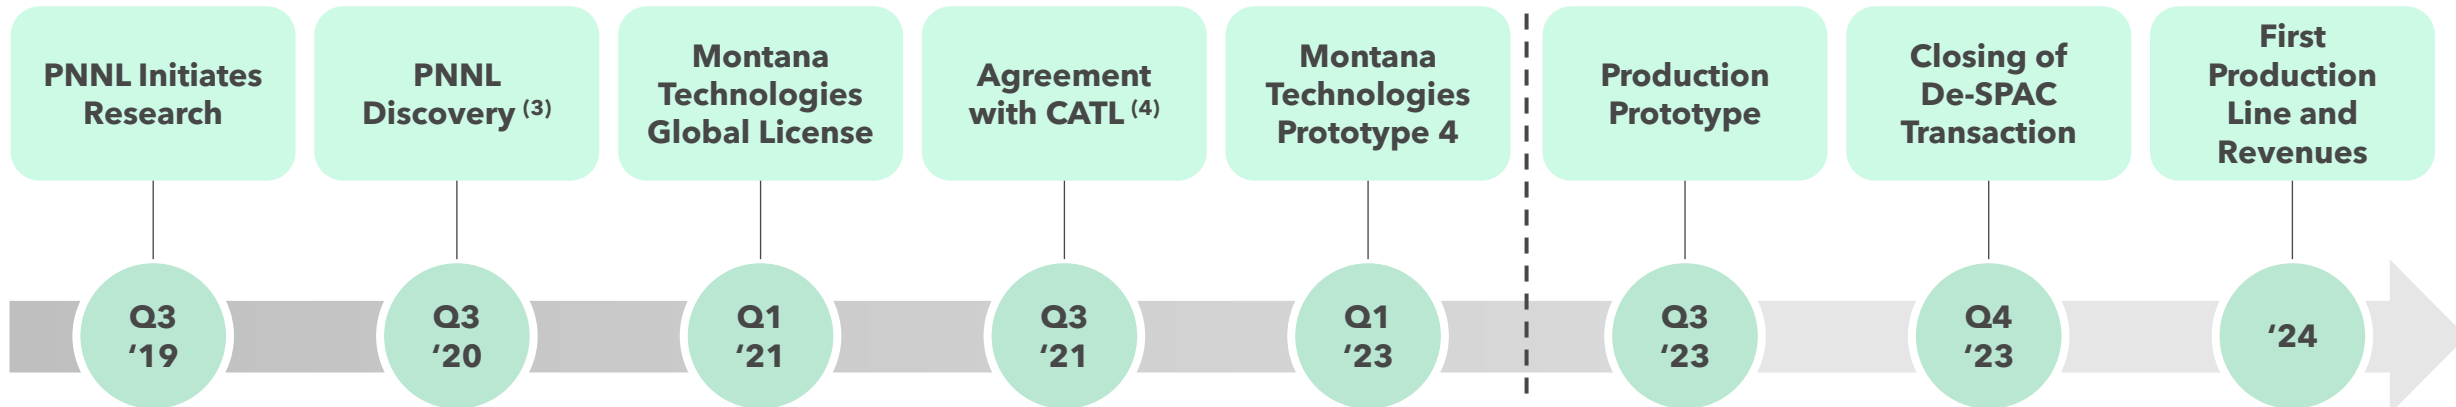 PNNL Initiates
Research
PNNL
Discovery (3)
Montana
Technologies
Global License
Agreement
with CATL (4)
Montana
Technologies
Prototype 4
Production
Prototype
Closing of
De-SPAC
Transaction
First
Production
Line and
Revenues
Q3
‘19
Q3
‘20
Q1
‘21
Q3
‘21
Q1
‘23
Q3
‘23
Q4
‘23
‘24